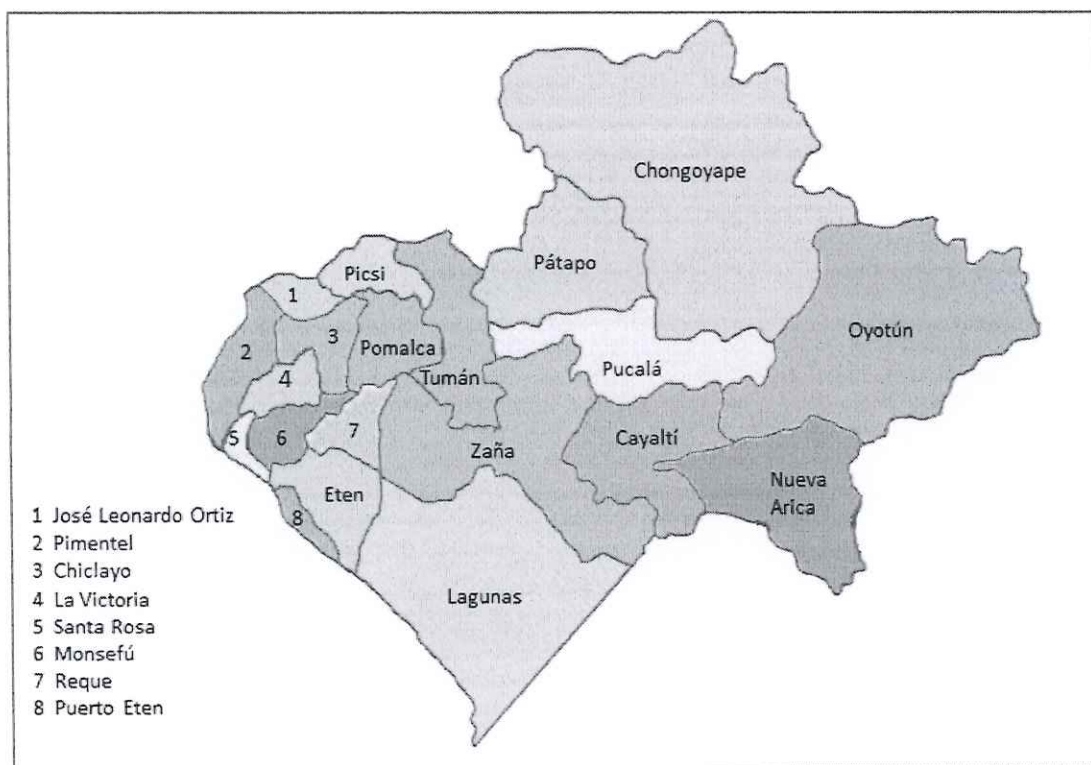 Chongoyape
Pátapo
Picsi
1
Oyotún
2
3
Pomalca
Pucalá
4
Tumán
5
6
7
Zaña
Cayaltí
Nueva
Arica
Eten
8
Lagunas
1 José Leonardo Ortiz
2 Pimentel
3 Chiclayo
4 La Victoria
5 Santa Rosa
6 Monsefú
7 Reque
8 Puerto Eten